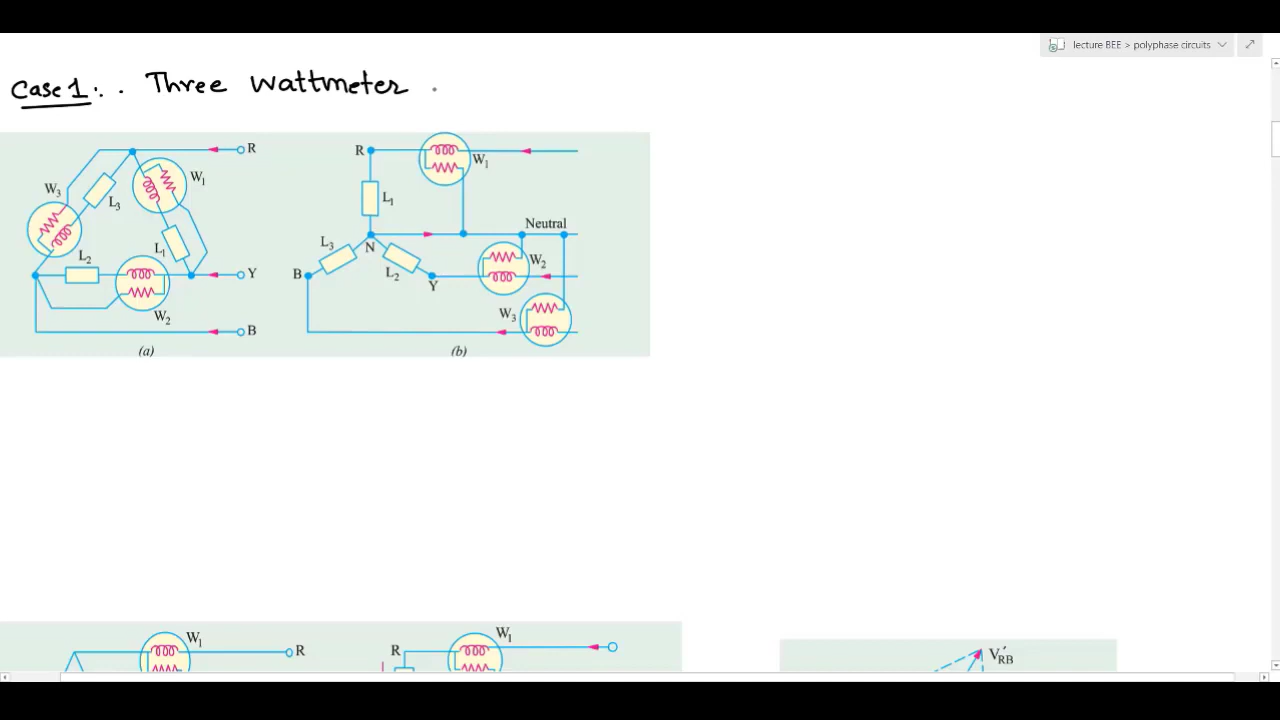 lecture BEE > polyphase circuits
Case 1:. Three Wattmeter
R
W1
W3
L3
L1
L2
Y
W2
B
(a)
R
W1
L1
Neutral
L3
N
W2
B
L2
Y
W3
(b)
W1
R
R
W1
V′RB